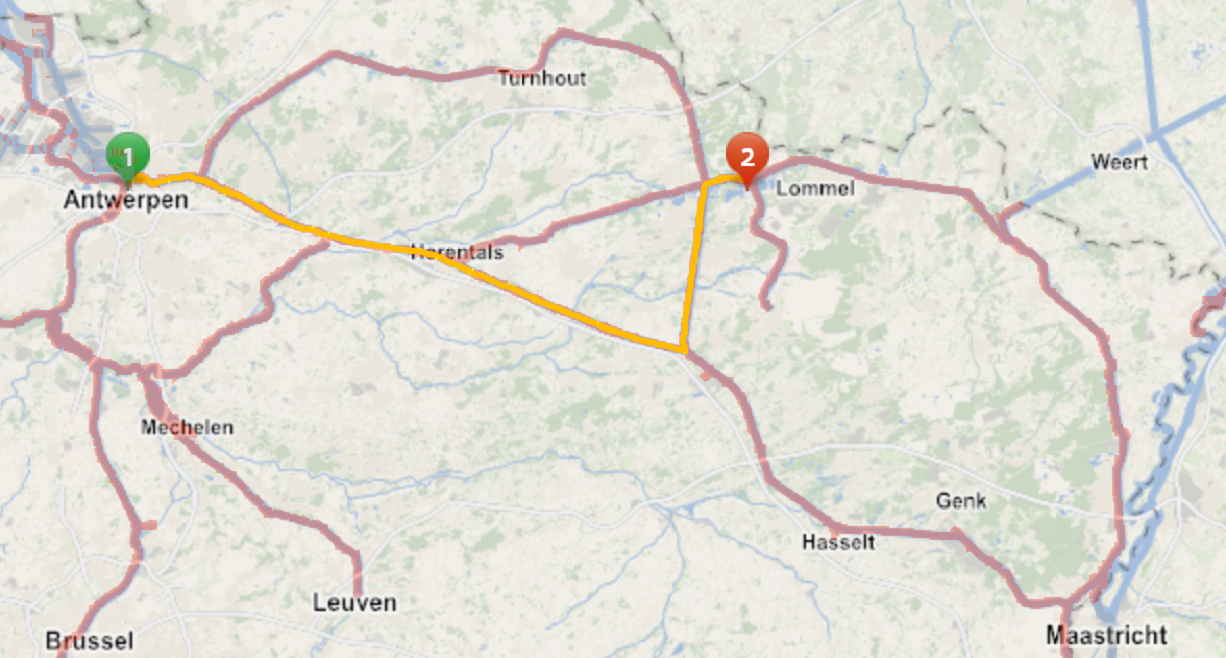 Turnhout
1
2
Weert
Lommel
Antwerpen
Herentals
Mechelen
Genk
Hasselt
Leuven
Brussel
Maastricht